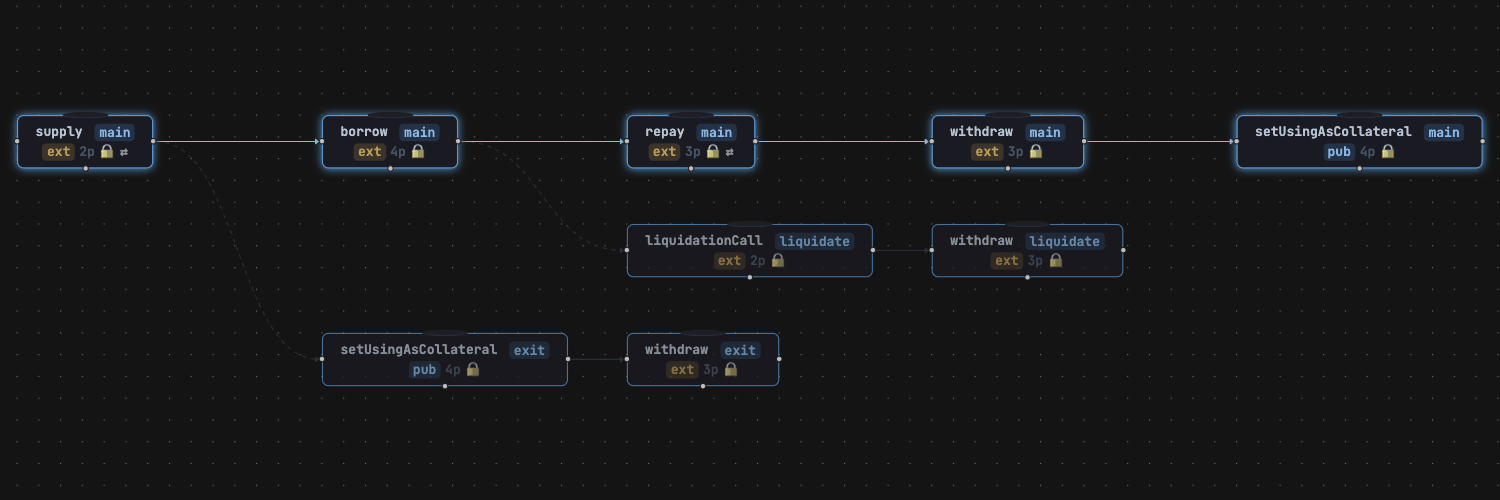 supply main
ext 2p 🔒 ⇄
borrow main
ext 4p 🔒
repay main
ext 3p 🔒 ⇄
withdraw main
ext 3p 🔒
setUsingAsCollateral main
pub 4p 🔒
liquidationCall liquidate
ext 2p 🔒
withdraw liquidate
ext 3p 🔒
setUsingAsCollateral exit
pub 4p 🔒
withdraw exit
ext 3p 🔒